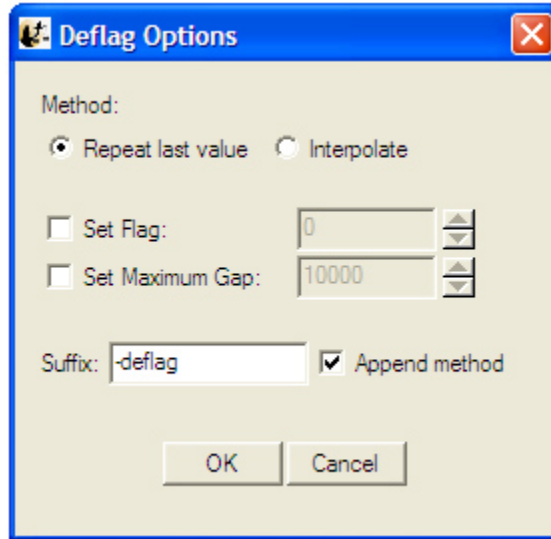 Deflag Options
Method:
Repeat last value Interpolate
Set Flag: 0
Set Maximum Gap: 10000
Suffix: -deflag Append method
OK Cancel